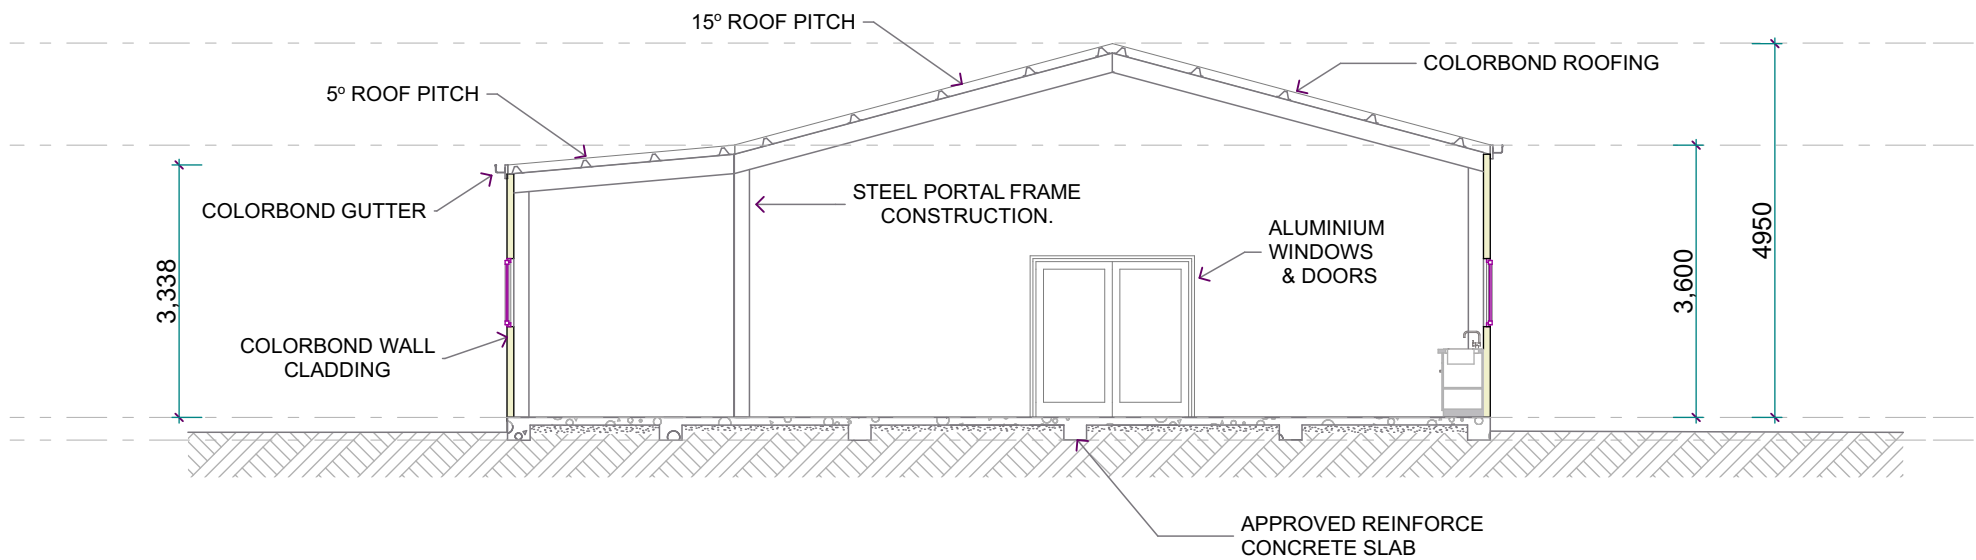 15º ROOF PITCH
COLORBOND ROOFING
5º ROOF PITCH
COLORBOND GUTTER
STEEL PORTAL FRAME
CONSTRUCTION.
ALUMINIUM
WINDOWS
& DOORS
3,338
3,600
4950
COLORBOND WALL
CLADDING
APPROVED REINFORCE
CONCRETE SLAB